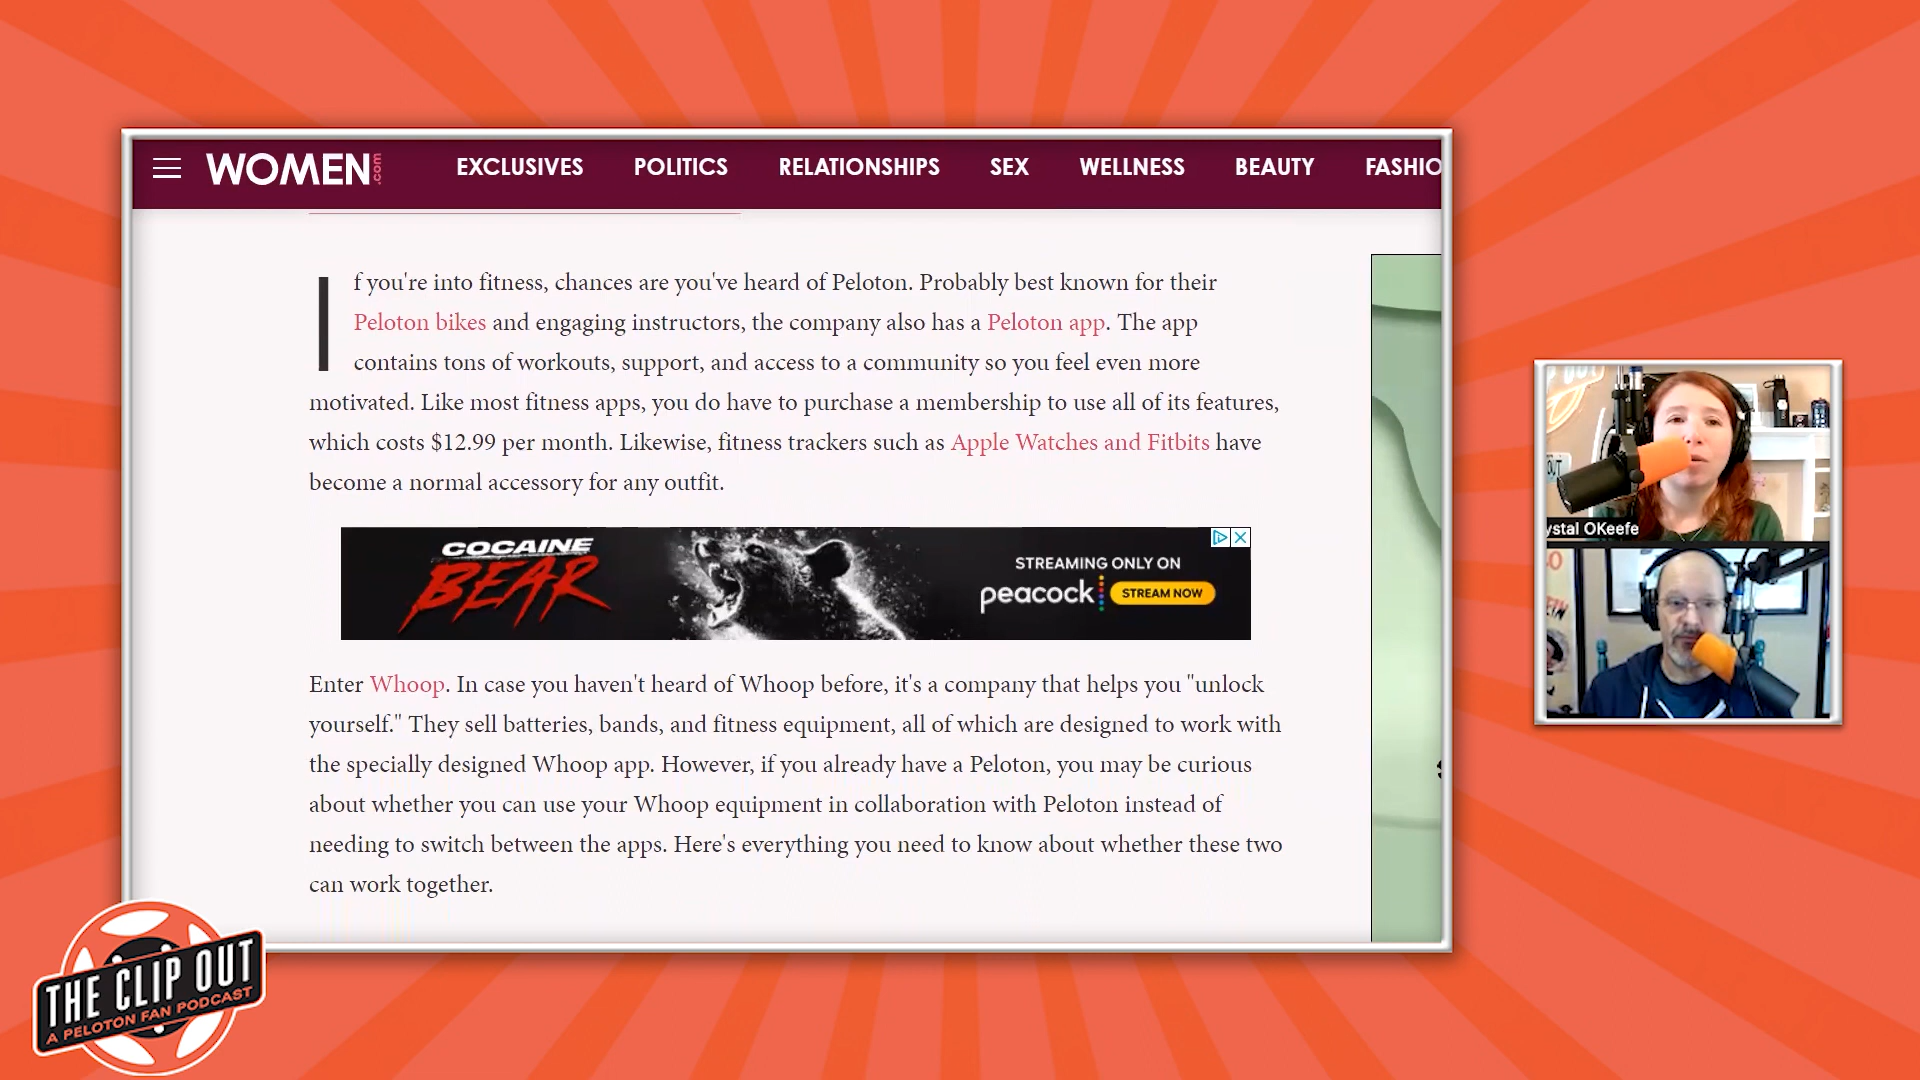 WOMEN.com
EXCLUSIVES POLITICS RELATIONSHIPS SEX WELLNESS BEAUTY FASHIO
If you're into fitness, chances are you've heard of Peloton. Probably best known for their
Peloton bikes and engaging instructors, the company also has a Peloton app. The app
contains tons of workouts, support, and access to a community so you feel even more
motivated. Like most fitness apps, you do have to purchase a membership to use all of its features,
which costs $12.99 per month. Likewise, fitness trackers such as Apple Watches and Fitbits have
become a normal accessory for any outfit.
COCAINE
BEAR
STREAMING ONLY ON
peacock
STREAM NOW
Enter Whoop. In case you haven't heard of Whoop before, it's a company that helps you "unlock
yourself." They sell batteries, bands, and fitness equipment, all of which are designed to work with
the specially designed Whoop app. However, if you already have a Peloton, you may be curious
about whether you can use your Whoop equipment in collaboration with Peloton instead of
needing to switch between the apps. Here's everything you need to know about whether these two
can work together.
ystal OKeefe
THE CLIP OUT
A PELOTON FAN PODCAST